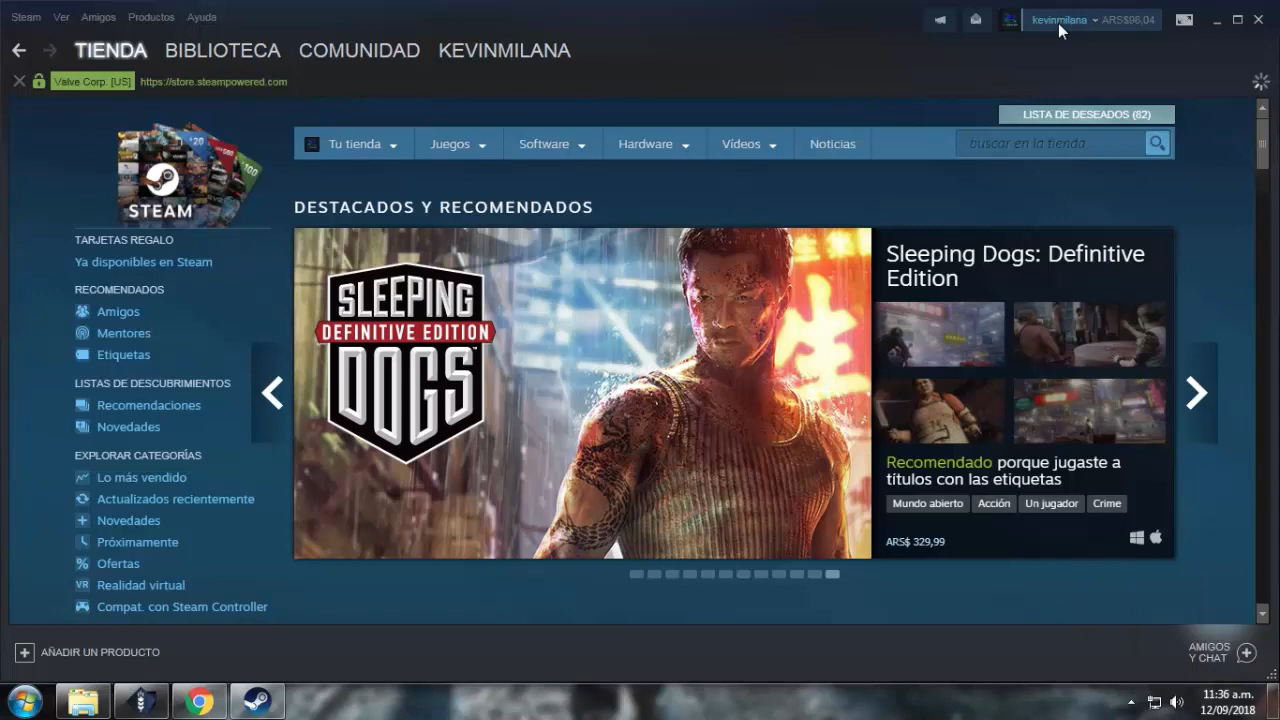 Steam Ver Amigos Productos Ayuda
kevinmilana ARS$96,04
TIENDA BIBLIOTECA COMUNIDAD KEVINMILANA
Valve Corp. [US] https://store.steampowered.com
LISTA DE DESEADOS (62)
Tu tienda Juegos Software Hardware Vídeos Noticias buscar en la tienda
STEAM
DESTACADOS Y RECOMENDADOS
TARJETAS REGALO
Ya disponibles en Steam
RECOMENDADOS
Amigos
Mentores
Etiquetas
LISTAS DE DESCUBRIMIENTOS
Recomendaciones
Novedades
EXPLORAR CATEGORÍAS
Lo más vendido
Actualizados recientemente
Novedades
Próximamente
Ofertas
VR Realidad virtual
Compat. con Steam Controller
SLEEPING
DEFINITIVE EDITION
DOGS
生
Sleeping Dogs: Definitive
Edition
Recomendado porque jugaste a
títulos con las etiquetas
Mundo abierto Acción Un jugador Crime
ARS$ 329,99
AÑADIR UN PRODUCTO
AMIGOS
Y CHAT
11:36 a.m.
12/09/2018